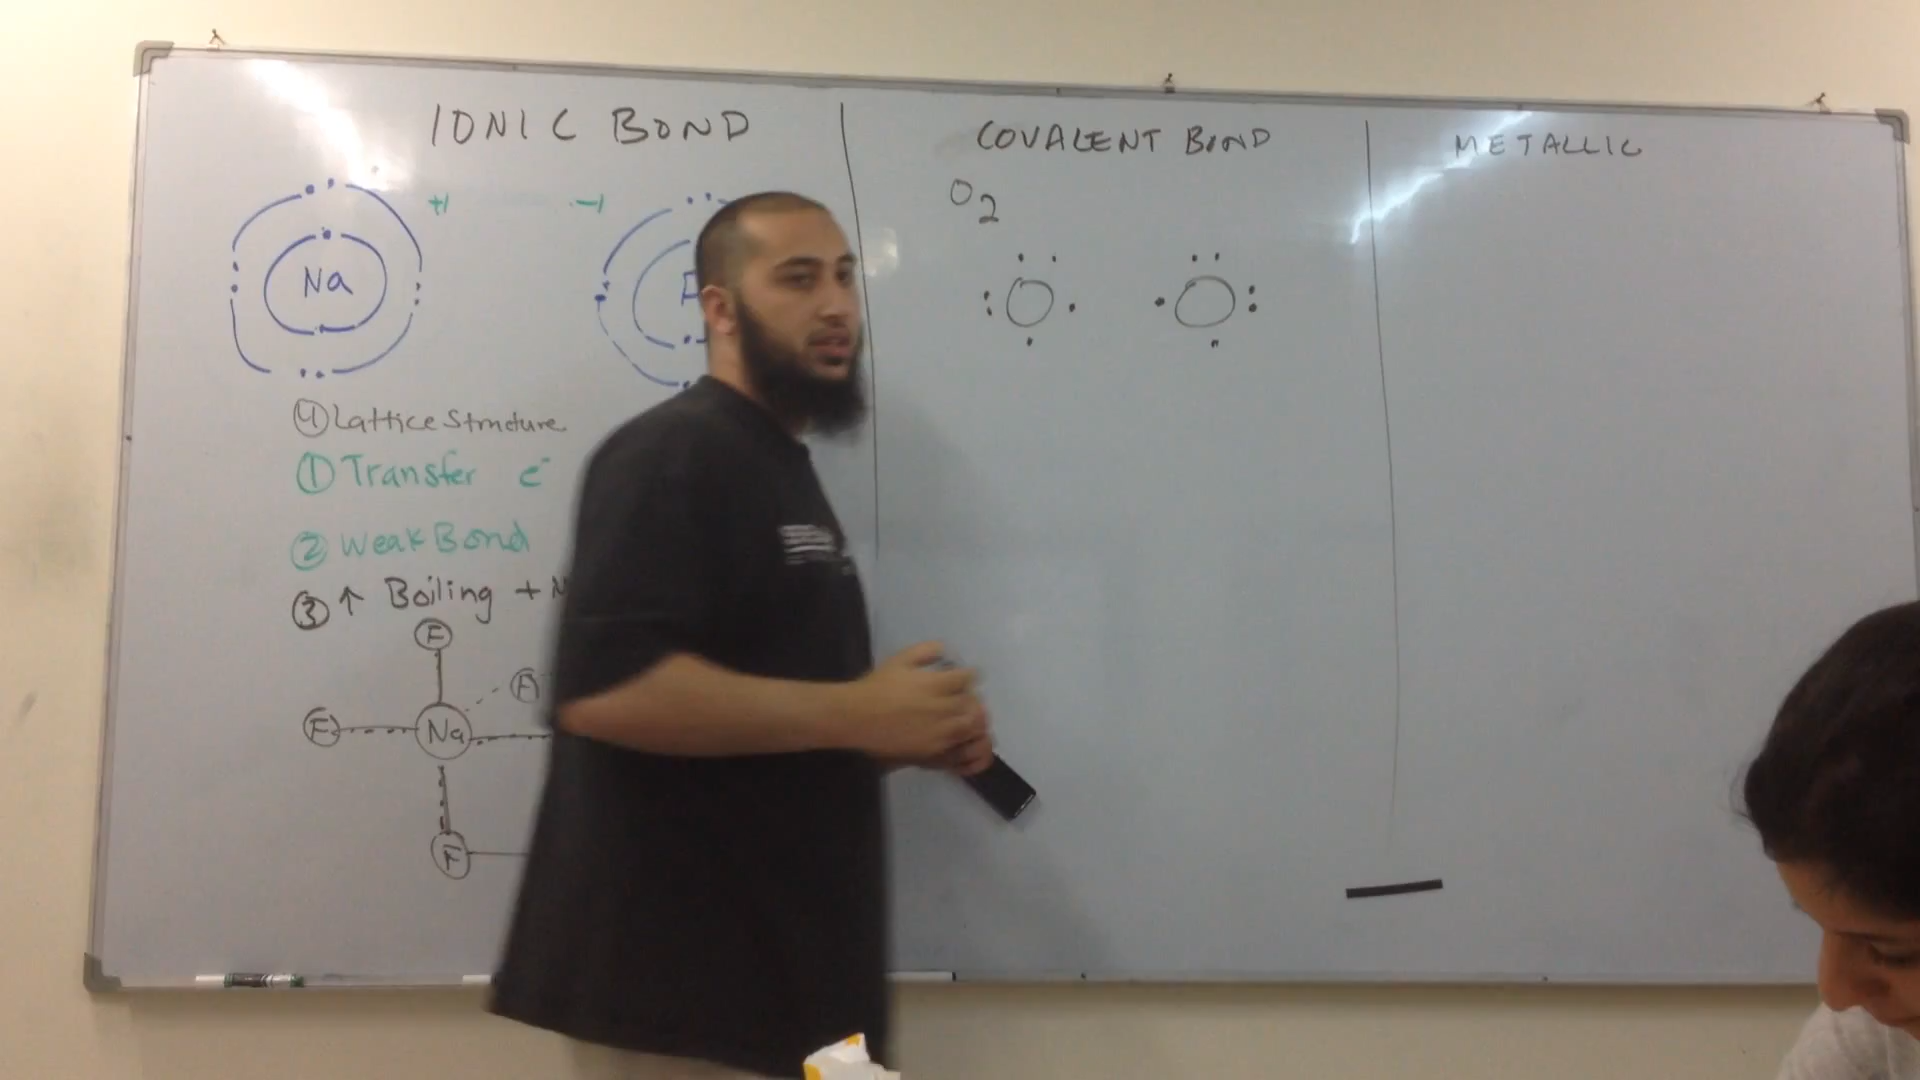 IONIC BOND
+1 -1
Na
④ Lattice Structure
① Transfer e⁻
② Weak Bond
③ ↑ Boiling +
F
F
F Na
F
COVALENT BOND
O₂
O O
METALLIC